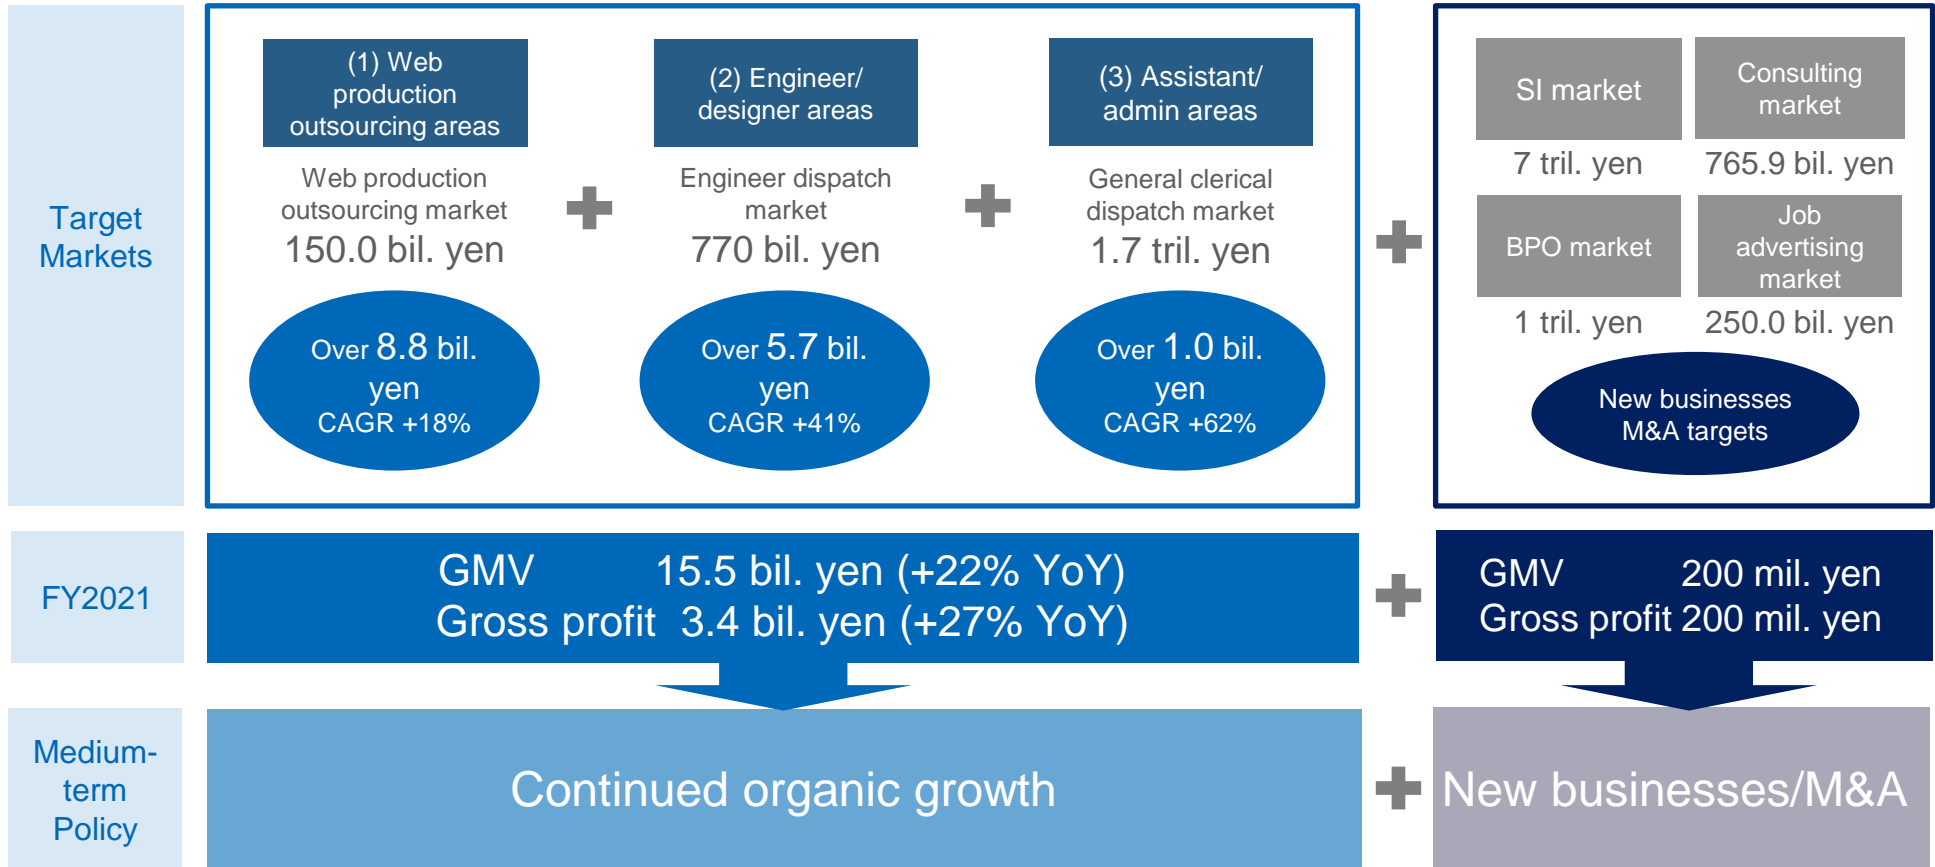 Target
Markets
(1) Web
production
outsourcing areas
Web production
outsourcing market
150.0 bil. yen
Over 8.8 bil.
yen
CAGR +18%
(2) Engineer/
designer areas
Engineer dispatch
market
770 bil. yen
Over 5.7 bil.
yen
CAGR +41%
(3) Assistant/
admin areas
General clerical
dispatch market
1.7 tril. yen
Over 1.0 bil.
yen
CAGR +62%
SI market
7 tril. yen
Consulting
market
765.9 bil. yen
BPO market
1 tril. yen
Job
advertising
market
250.0 bil. yen
New businesses
M&A targets
FY2021
GMV 15.5 bil. yen (+22% YoY)
Gross profit 3.4 bil. yen (+27% YoY)
GMV 200 mil. yen
Gross profit 200 mil. yen
Medium-
term
Policy
Continued organic growth
New businesses/M&A